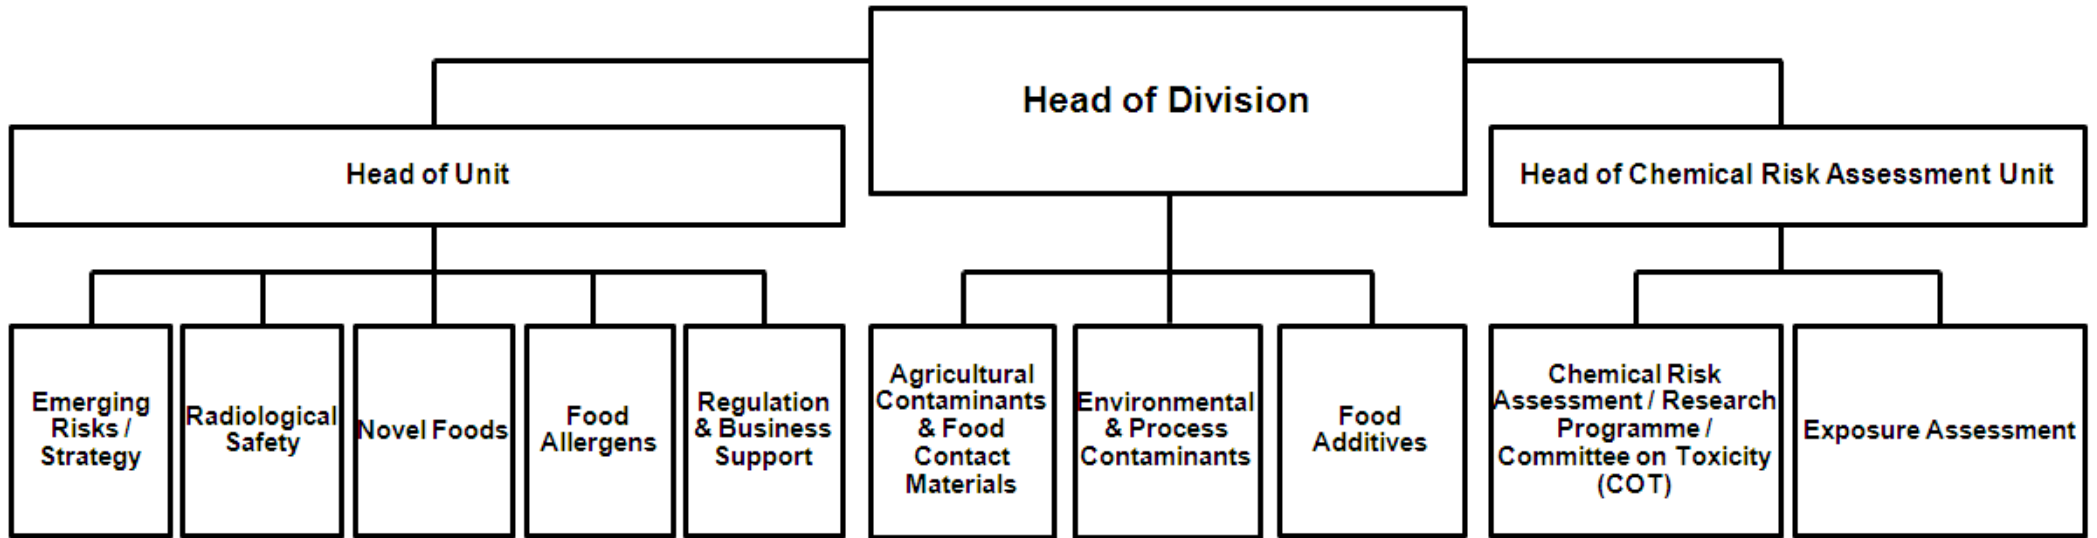 Head of Division
Head of Unit
Head of Chemical Risk Assessment Unit
Emerging
Risks /
Strategy
Radiological
Safety
Novel Foods
Food
Allergens
Regulation
& Business
Support
Agricultural
Contaminants
& Food
Contact
Materials
Environmental
& Process
Contaminants
Food
Additives
Chemical Risk
Assessment / Research
Programme /
Committee on Toxicity
(COT)
Exposure Assessment